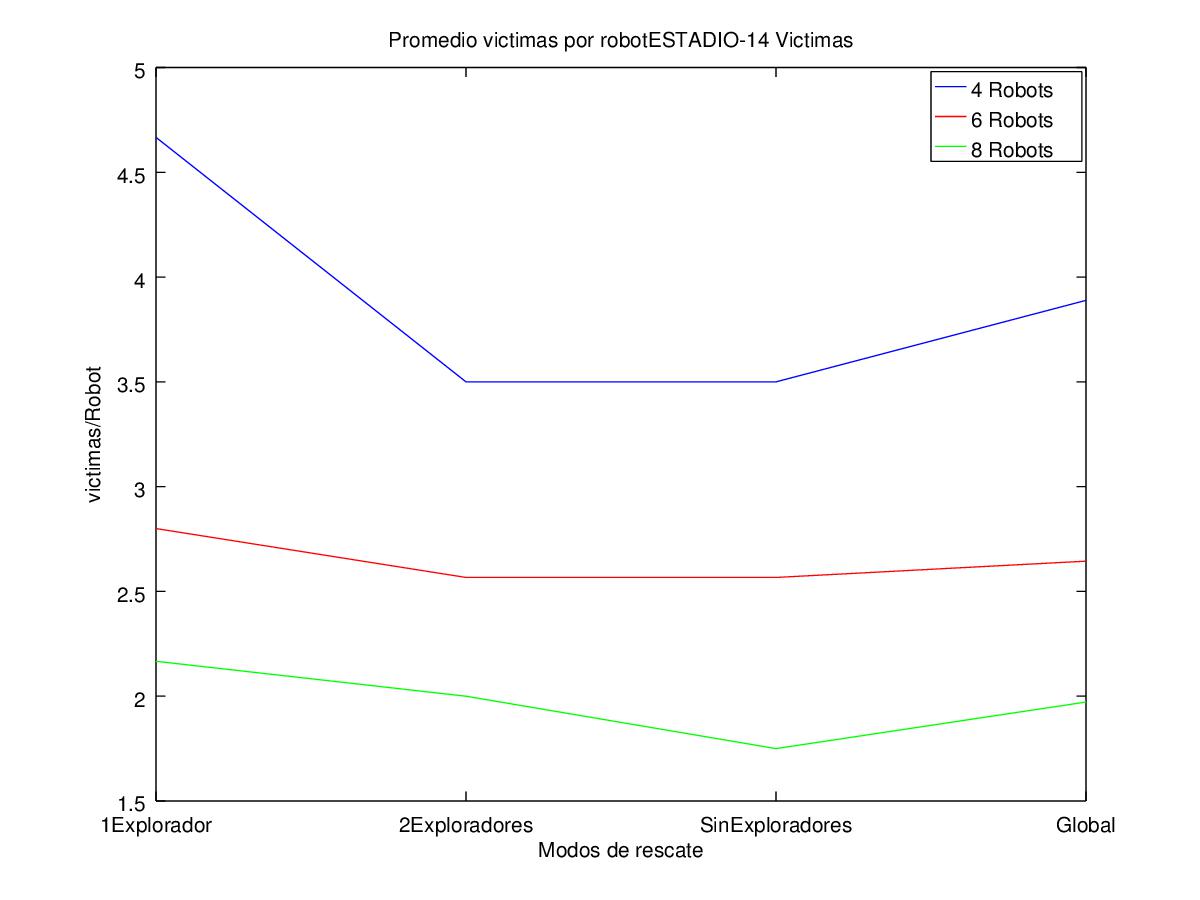 Promedio victimas por robotESTADIO-14 Victimas
5
4.5
4
3.5
3
2.5
2
1.5
victimas/Robot
4 Robots
6 Robots
8 Robots
1Explorador 2Exploradores SinExploradores Global
Modos de rescate